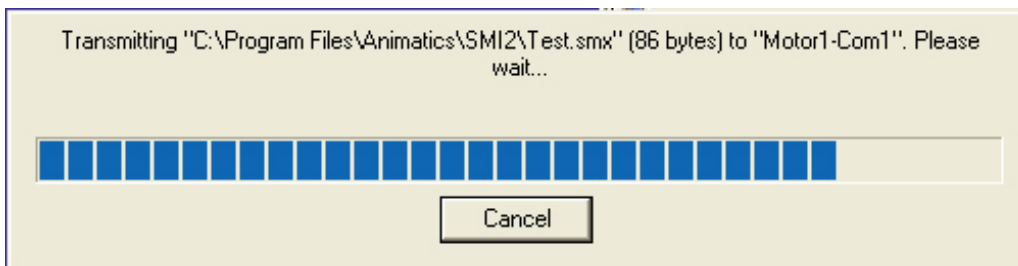 Transmitting "C:\Program Files\Animatics\SMI2\Test.smx" (86 bytes) to "Motor1-Com1". Please
wait...
Cancel